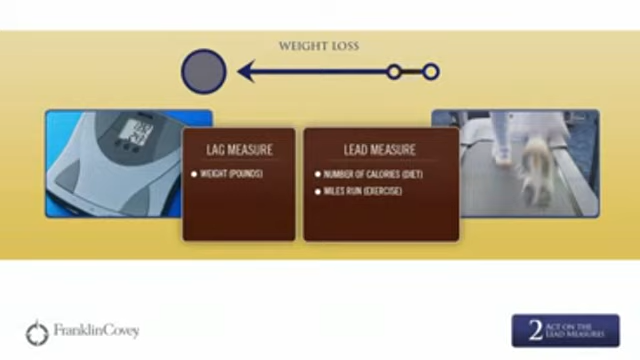 WEIGHT LOSS
LAG MEASURE
WEIGHT (POUNDS)
LEAD MEASURE
NUMBER OF CALORIES (DIET)
MILES RUN (EXERCISE)
FranklinCovey
2 ACT ON THE
LEAD MEASURES